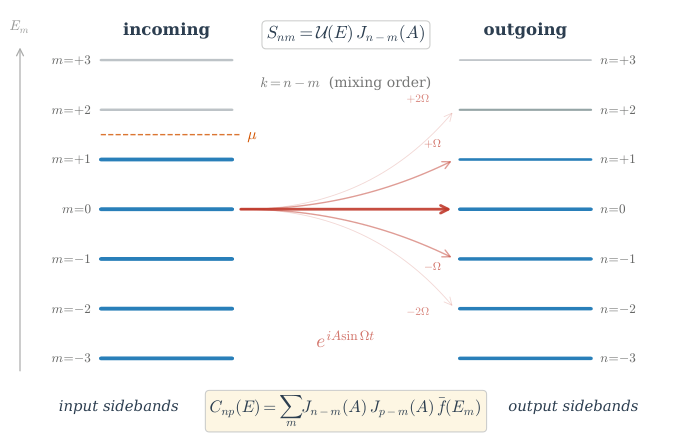 E_m
incoming
S_{nm} = 𝒰(E) J_{n−m}(A)
outgoing
m=+3
n=+3
k = n − m (mixing order)
+2Ω
m=+2
n=+2
μ
+Ω
m=+1
n=+1
m=0
n=0
m=−1
n=−1
−Ω
m=−2
n=−2
−2Ω
e^{iA sin Ωt}
m=−3
n=−3
input sidebands
C_{np}(E) = ∑_m J_{n−m}(A) J_{p−m}(A) f̄(E_m)
output sidebands